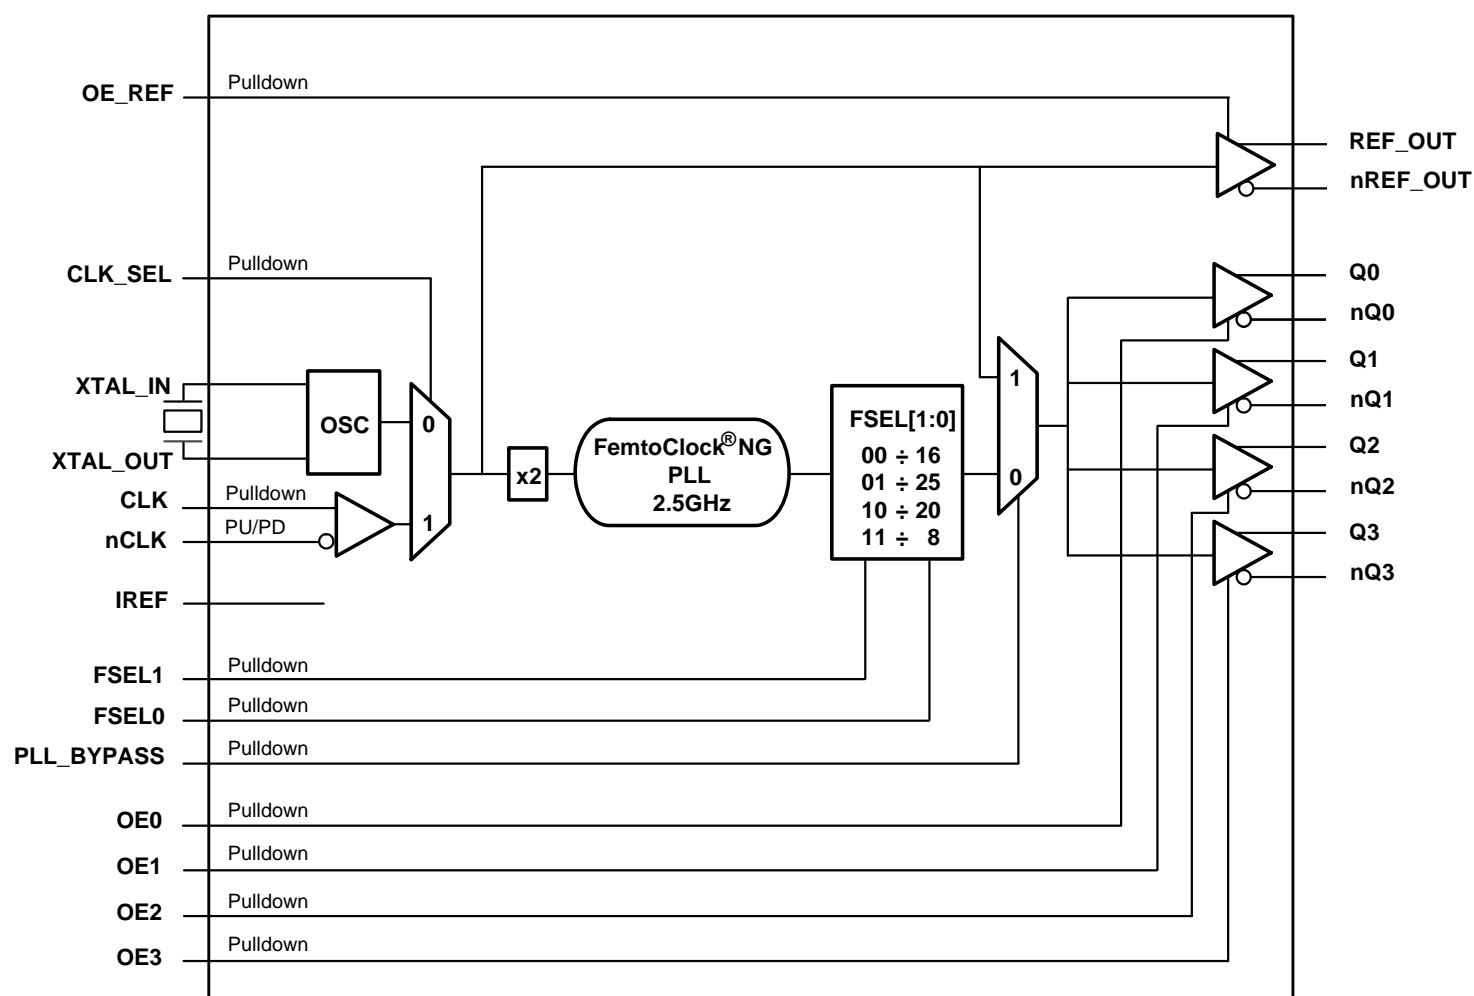 OE_REF
Pulldown
REF_OUT
nREF_OUT
CLK_SEL
Pulldown
Q0
nQ0
Q1
nQ1
Q2
nQ2
Q3
nQ3
XTAL_IN
XTAL_OUT
OSC
0
1
CLK
Pulldown
nCLK
PU/PD
x2
FemtoClock® NG
PLL
2.5GHz
FSEL[1:0]
00 ÷ 16
01 ÷ 25
10 ÷ 20
11 ÷ 8
1
0
IREF
FSEL1
Pulldown
FSEL0
Pulldown
PLL_BYPASS
Pulldown
OE0
Pulldown
OE1
Pulldown
OE2
Pulldown
OE3
Pulldown